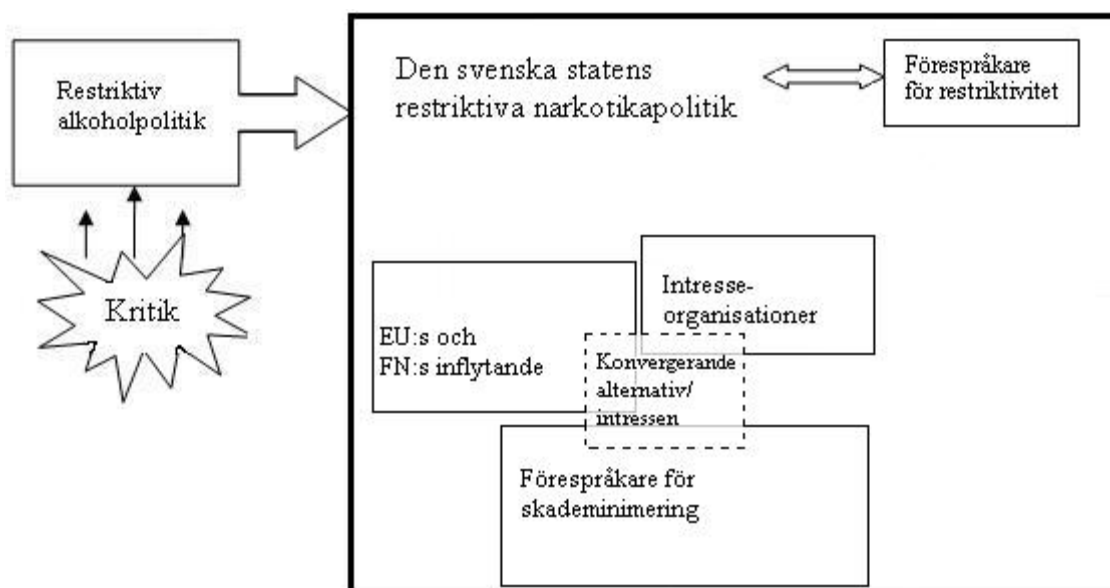 Restriktiv
alkoholpolitik
Kritik
Den svenska statens
restriktiva narkotikapolitik
Förespråkare
för restriktivitet
EU:s och
FN:s inflytande
Intresse-
organisationer
Konvergerande
alternativ/
intressen
Förespråkare för
skademinimering